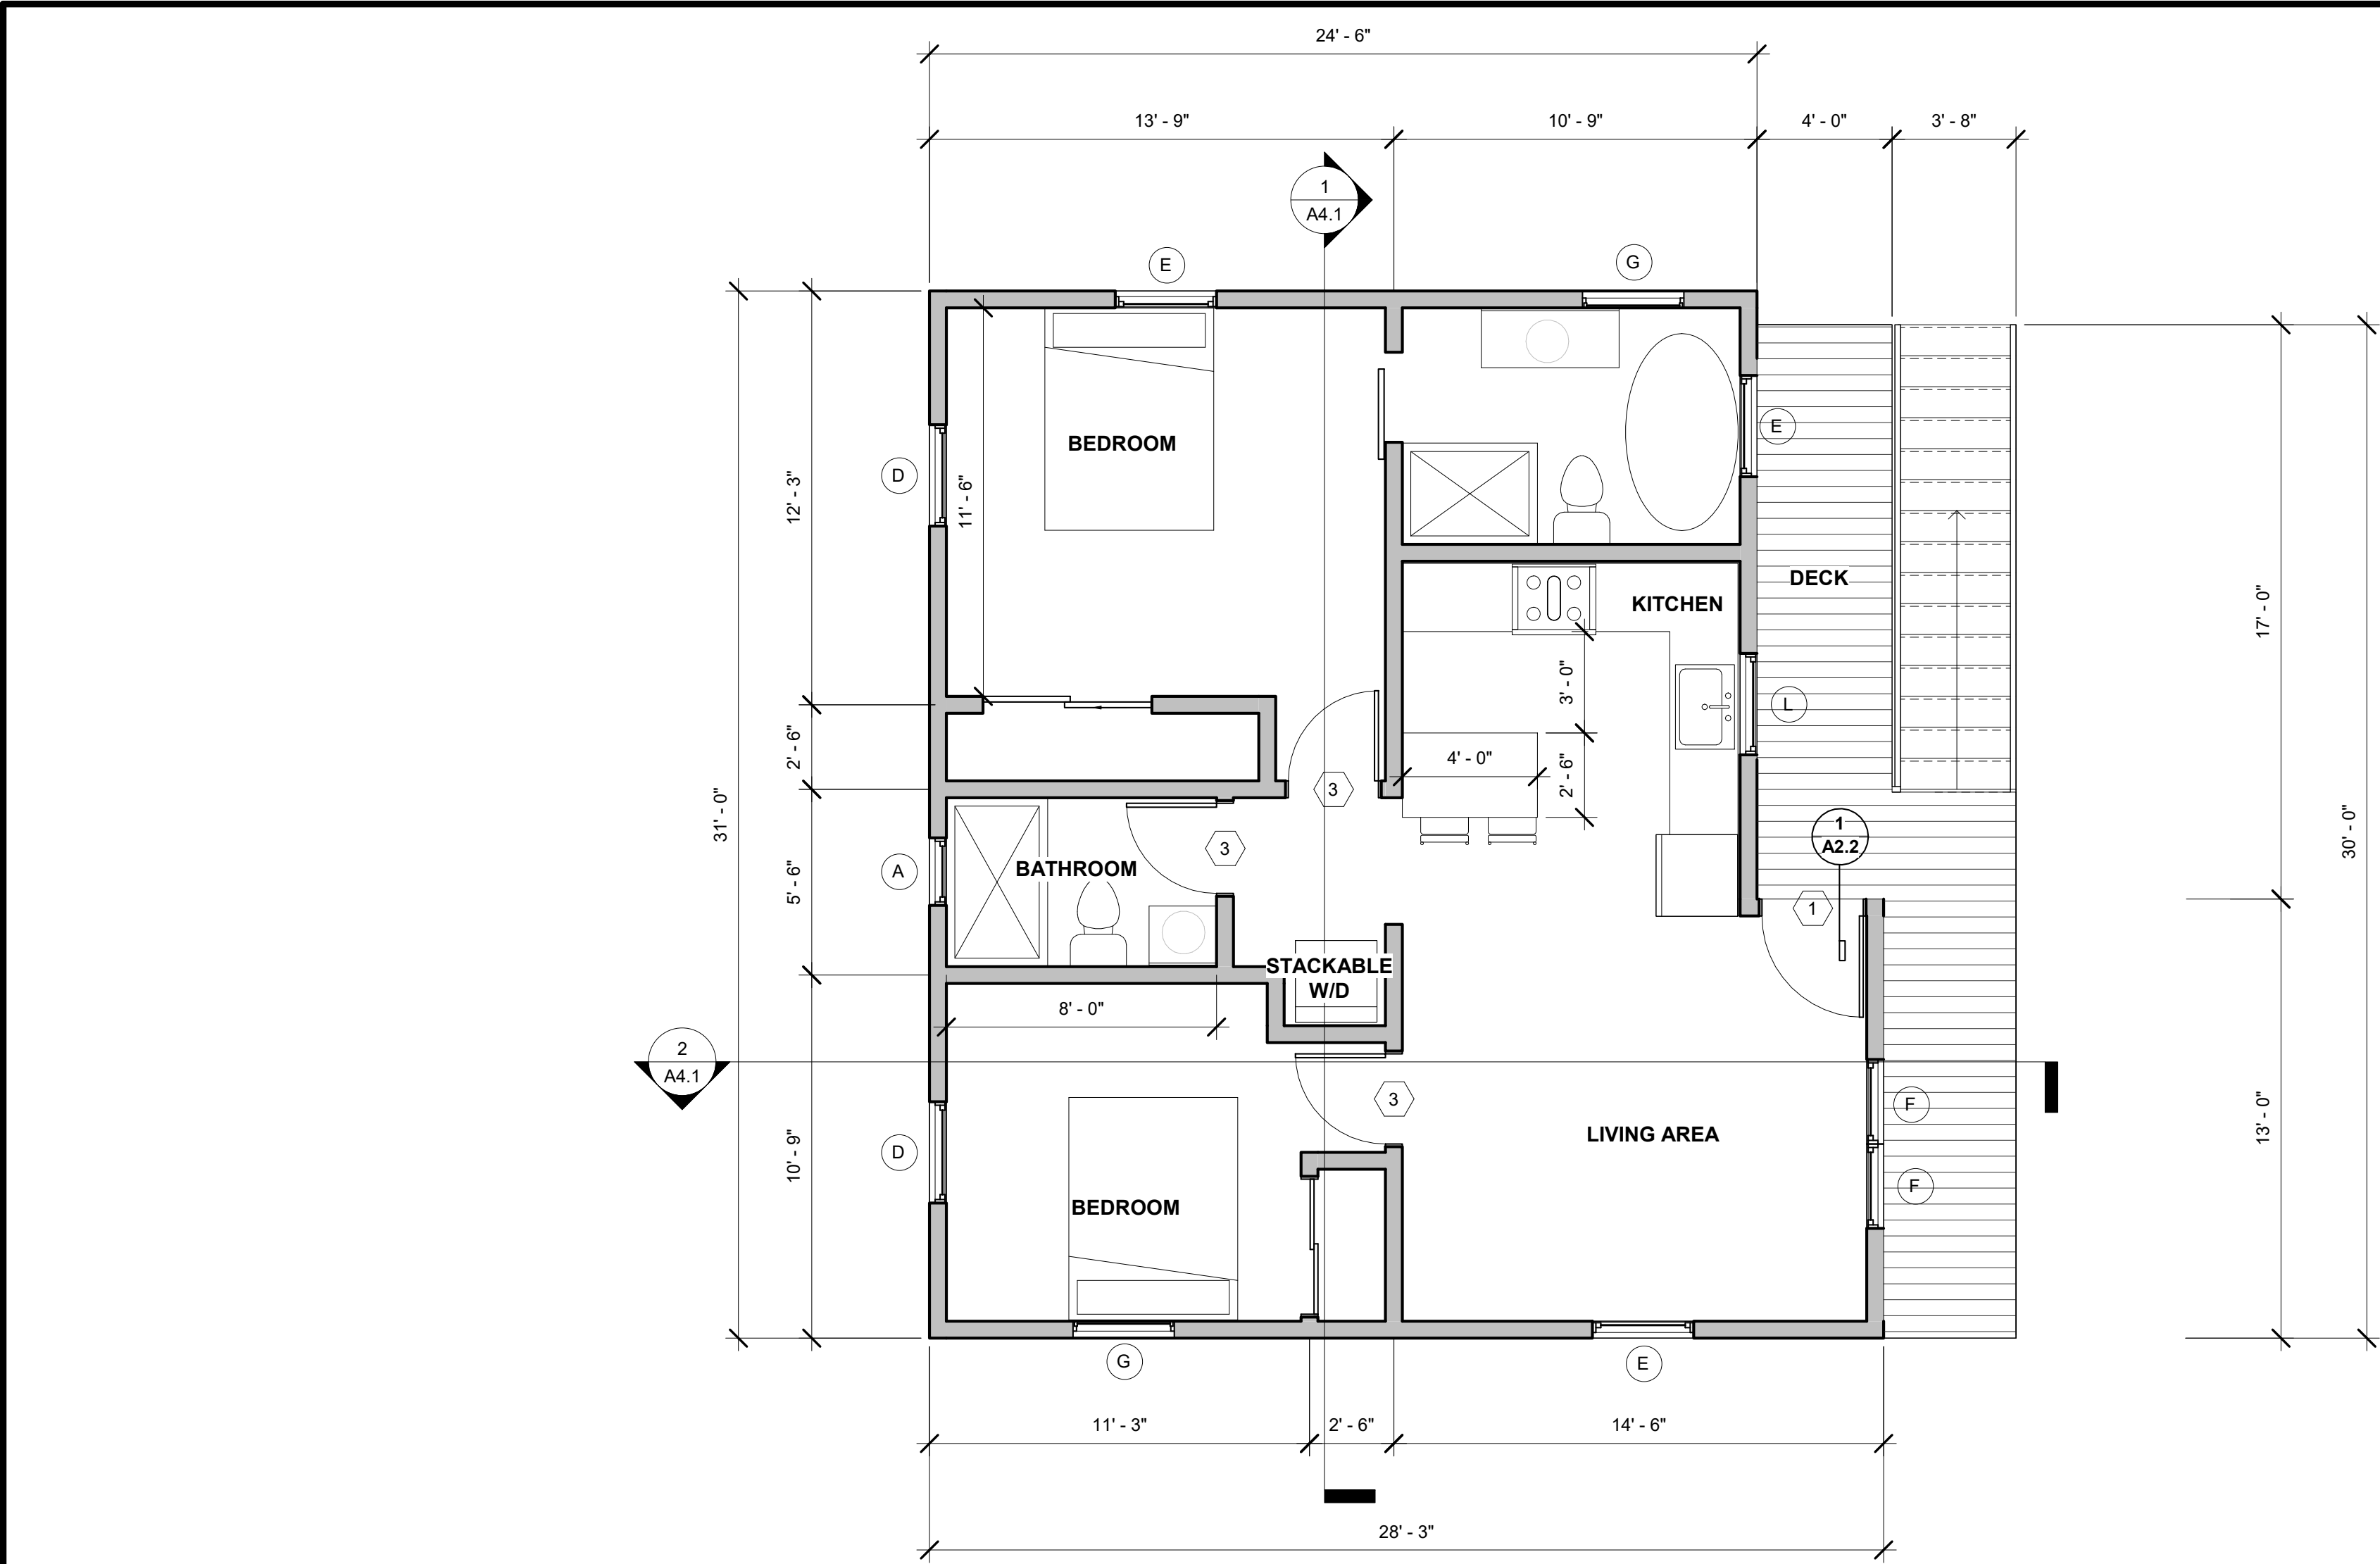 24' - 6"
13' - 9"
10' - 9"
4' - 0"
3' - 8"
1
A4.1
E
G
BEDROOM
E
D
12' - 3"
11' - 6"
DECK
KITCHEN
17' - 0"
3' - 0"
L
2' - 6"
4' - 0"
2' - 6"
3
31' - 0"
30' - 0"
1
A2.2
3
A
5' - 6"
BATHROOM
1
STACKABLE
W/D
8' - 0"
2
A4.1
3
F
LIVING AREA
13' - 0"
D
10' - 9"
F
BEDROOM
G
E
11' - 3"
2' - 6"
14' - 6"
28' - 3"